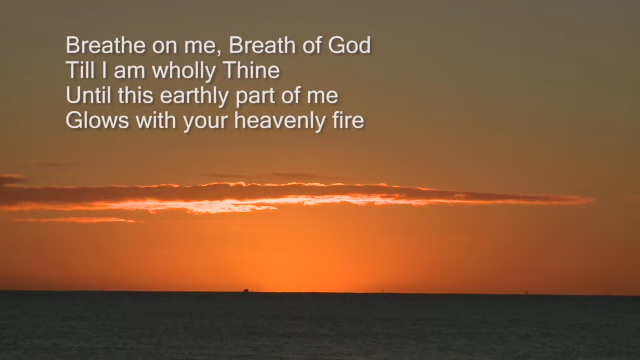 Breathe on me, Breath of God
Till I am wholly Thine
Until this earthly part of me
Glows with your heavenly fire